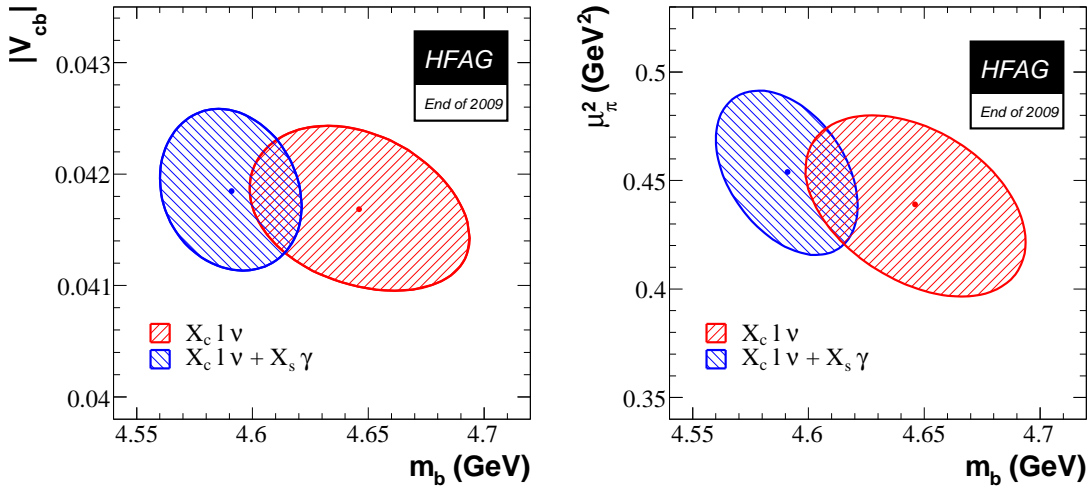 |V_cb|
0.043
0.042
0.041
0.04
HFAG
End of 2009
X_c l ν
X_c l ν + X_s γ
4.55 4.6 4.65 4.7
m_b (GeV)
μ_π^2 (GeV^2)
0.5
0.45
0.4
0.35
HFAG
End of 2009
X_c l ν
X_c l ν + X_s γ
4.55 4.6 4.65 4.7
m_b (GeV)